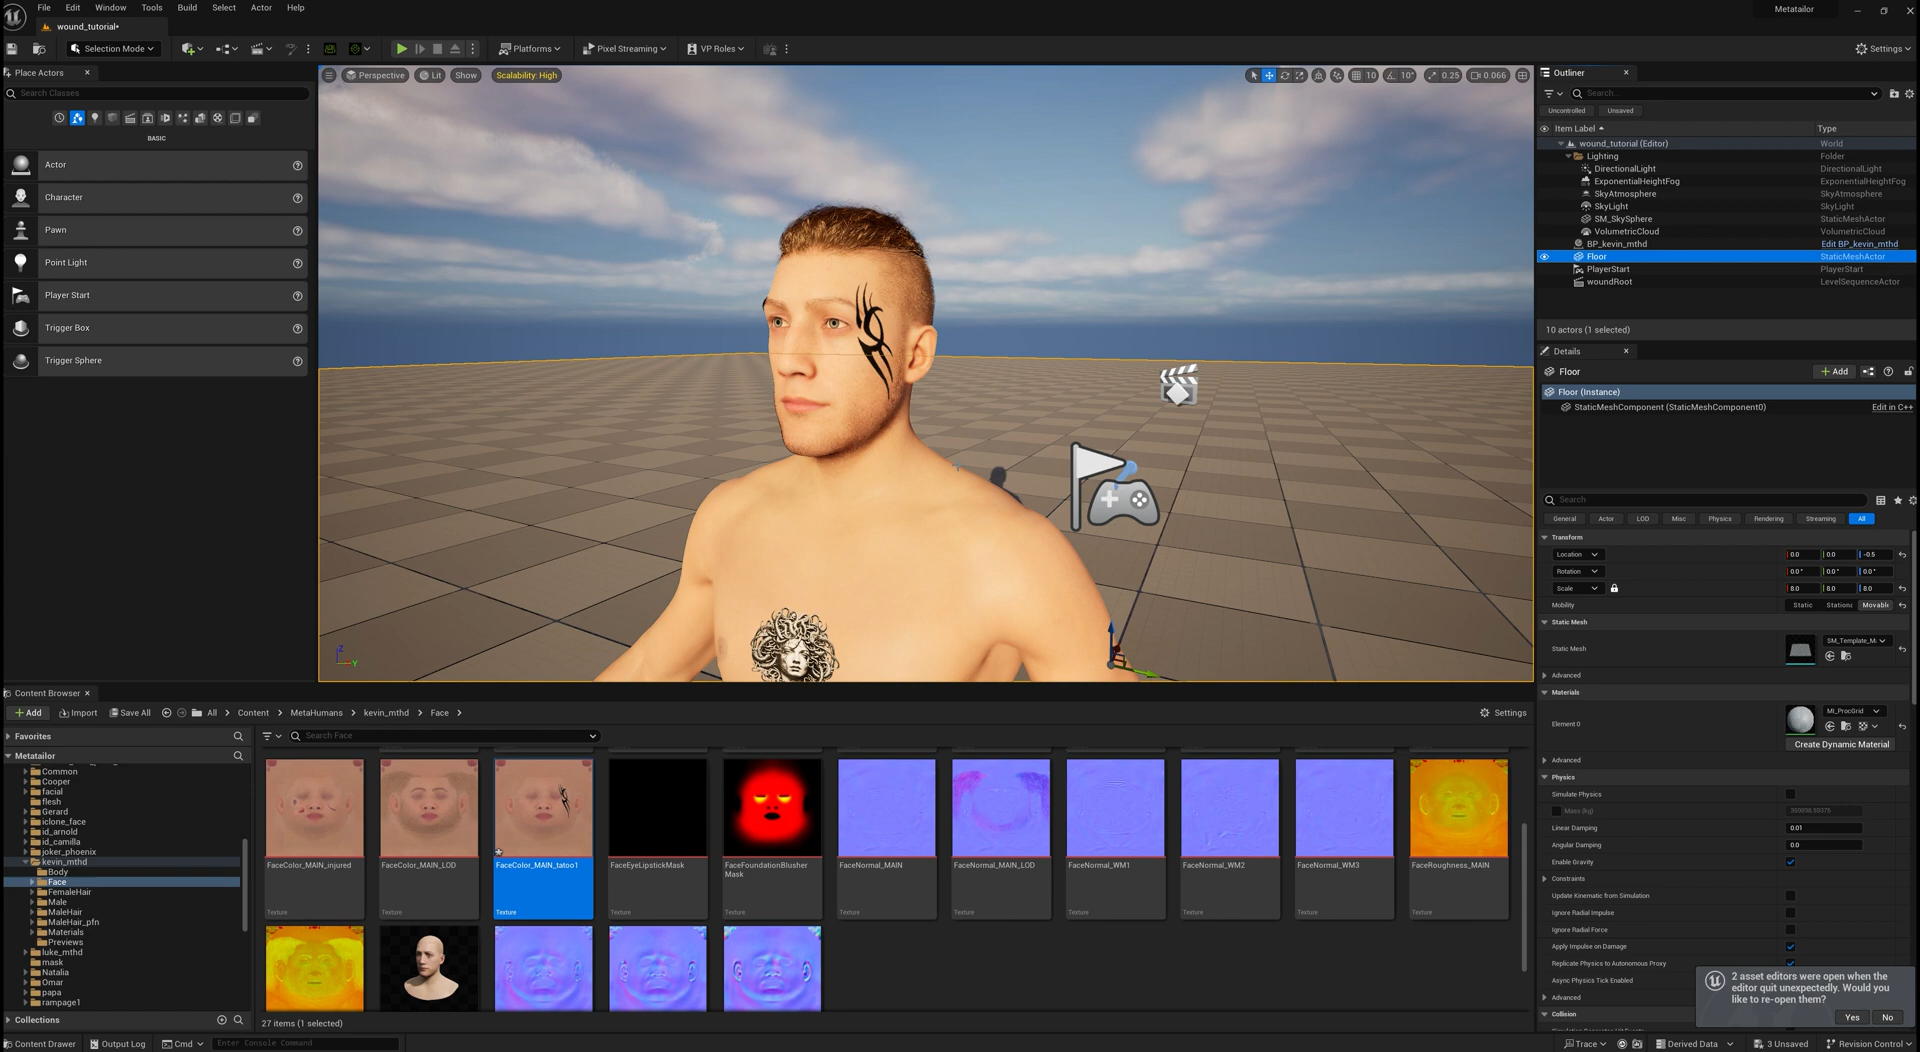 File Edit Window Tools Build Select Actor Help
Metatailor
wound_tutorial*
Selection Mode
Platforms
Pixel Streaming
VP Roles
Settings
Place Actors
Search Classes
BASIC
Actor
Character
Pawn
Point Light
Player Start
Trigger Box
Trigger Sphere
Perspective
Lit
Show
Scalability: High
10
10°
0.25
0.066
Z
Y
Outliner
Search...
Uncontrolled
Unsaved
Item Label
Type
wound_tutorial (Editor) World
Lighting Folder
DirectionalLight DirectionalLight
ExponentialHeightFog ExponentialHeightFog
SkyAtmosphere SkyAtmosphere
SkyLight SkyLight
SM_SkySphere StaticMeshActor
VolumetricCloud VolumetricCloud
BP_kevin_mthd Edit BP_kevin_mthd
Floor StaticMeshActor
PlayerStart PlayerStart
woundRoot LevelSequenceActor
10 actors (1 selected)
Details
Floor
Add
Floor (Instance)
StaticMeshComponent (StaticMeshComponent0) Edit in C++
Search
General Actor LOD Misc Physics Rendering Streaming All
Transform
Location 0.0 0.0 -0.5
Rotation 0.0° 0.0° 0.0°
Scale 8.0 8.0 8.0
Mobility Static Stationa Movable
Static Mesh
Static Mesh SM_Template_M
Advanced
Materials
Element 0 MI_ProcGrid
Create Dynamic Material
Advanced
Physics
Simulate Physics
Mass (kg)
Linear Damping 0.01
Angular Damping 0.0
Enable Gravity
Constraints
Update Kinematic from Simulation
Ignore Radial Impulse
Ignore Radial Force
Apply Impulse on Damage
Replicate Physics to Autonomous Proxy
Async Physics Tick Enabled
Advanced
Collision
2 asset editors were open when the
editor quit unexpectedly. Would you
like to re-open them?
Yes No
Content Browser
Add Import Save All All Content MetaHumans kevin_mthd Face Settings
Favorites
Metatailor
Common
Cooper
facial
flesh
Gerard
iclone_face
id_arnold
id_camilla
joker_phoenix
kevin_mthd
Body
Face
FemaleHair
Male
MaleHair
MaleHair_pfn
Materials
Previews
luke_mthd
mask
Natalia
Omar
papa
rampage1
Collections
Search Face
FaceColor_MAIN_injured
Texture
FaceColor_MAIN_LOD
Texture
FaceColor_MAIN_tatoo1
Texture
FaceEyeLipstickMask
Texture
FaceFoundationBlusher
Mask
Texture
FaceNormal_MAIN
Texture
FaceNormal_MAIN_LOD
Texture
FaceNormal_WM1
Texture
FaceNormal_WM2
Texture
FaceNormal_WM3
Texture
FaceRoughness_MAIN
Texture
27 items (1 selected)
Content Drawer
Output Log
Cmd
Enter Console Command
Trace
Derived Data
3 Unsaved
Revision Control